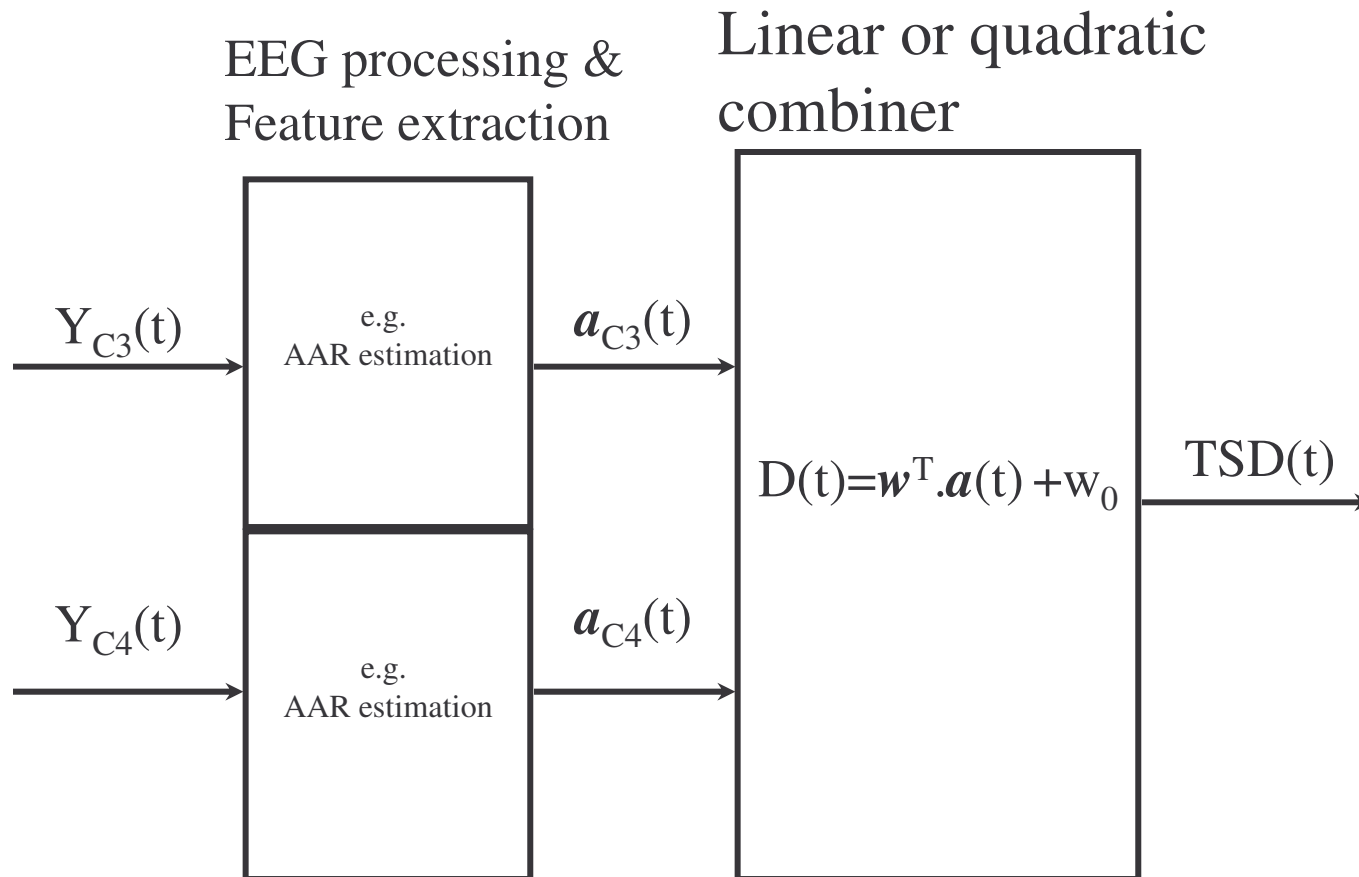 EEG processing &
Feature extraction
Linear or quadratic
combiner
Y_C3(t)
e.g.
AAR estimation
a_C3(t)
D(t)=w^T.a(t) +w_0
TSD(t)
Y_C4(t)
e.g.
AAR estimation
a_C4(t)